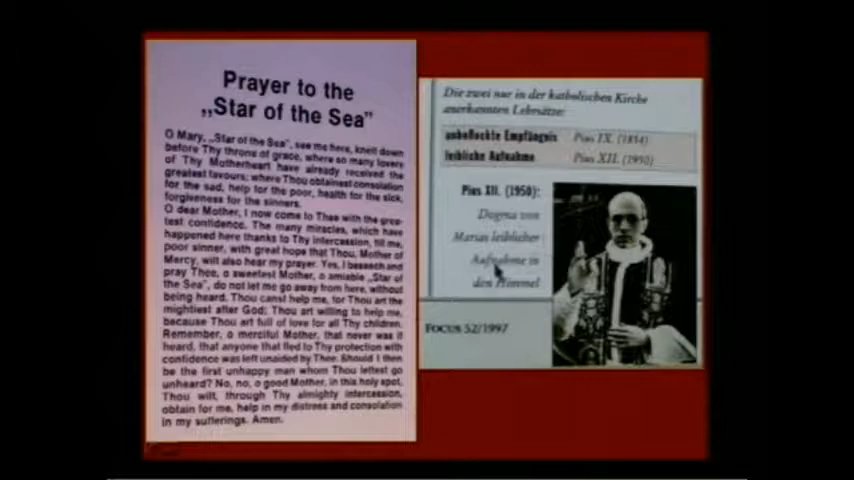 Prayer to the
„Star of the Sea”
O Mary, „Star of the Sea”, see me here, knelt down
before Thy throne of grace, where so many lovers
of Thy Motherheart have already received the
greatest favours; where Thou obtainest consolation
for the sad, help for the poor, health for the sick,
forgiveness for the sinners.
O dear Mother, I now come to Thee with the grea-
test confidence. The many miracles, which have
happened here thanks to Thy intercession, fill me,
poor sinner, with great hope that Thou, Mother of
Mercy, will also hear my prayer. Yes, I beseech and
pray Thee, o sweetest Mother, o amiable „Star of
the Sea”, do not let me go away from here, without
being heard. Thou canst help me, for Thou art the
mightiest after God; Thou art willing to help me,
because Thou art full of love for all Thy children.
Remember, o merciful Mother, that never was it
heard, that anyone that fled to Thy protection with
confidence was left unaided by Thee. Should I then
be the first unhappy man whom Thou lettest go
unheard? No, no, o good Mother, in this holy spot,
Thou wilt, through Thy almighty intercession,
obtain for me, help in my distress and consolation
in my sufferings. Amen.
Die zwei nur in der katholischen Kirche
anerkannten Lehrsätze:
unbefleckte Empfängnis Pius IX. (1854)
leibliche Aufnahme Pius XII. (1950)
Pius XII. (1950):
Dogma von
Marias leiblicher
Aufnahme in
den Himmel
FOCUS 52/1997